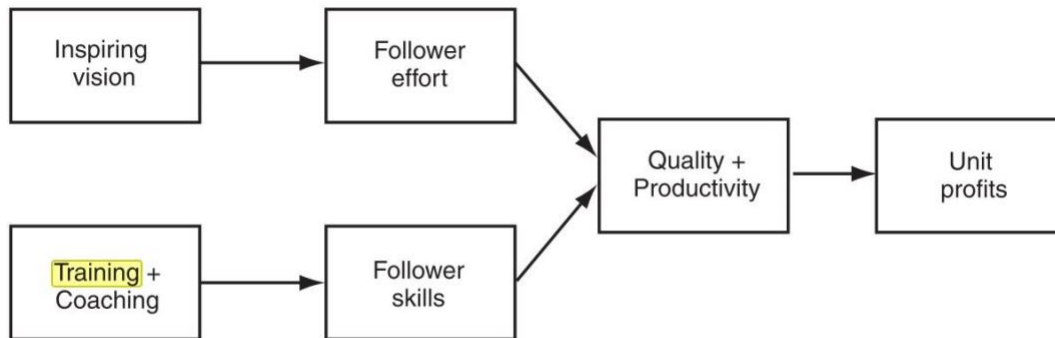 Inspiring
vision
Follower
effort
Quality +
Productivity
Unit
profits
Training +
Coaching
Follower
skills